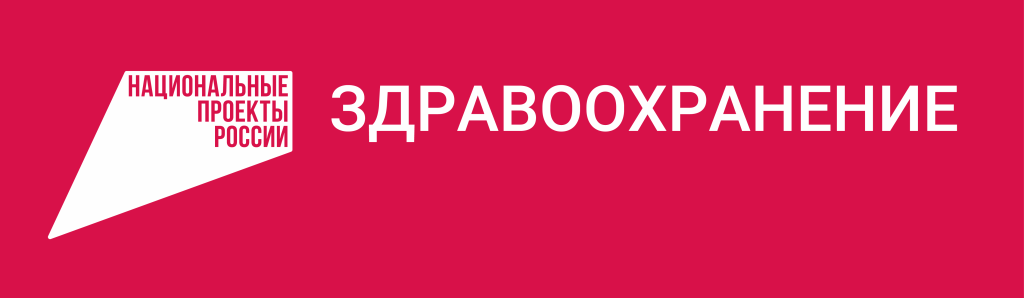 НАЦИОНАЛЬНЫЕ
ПРОЕКТЫ
РОССИИ
ЗДРАВООХРАНЕНИЕ